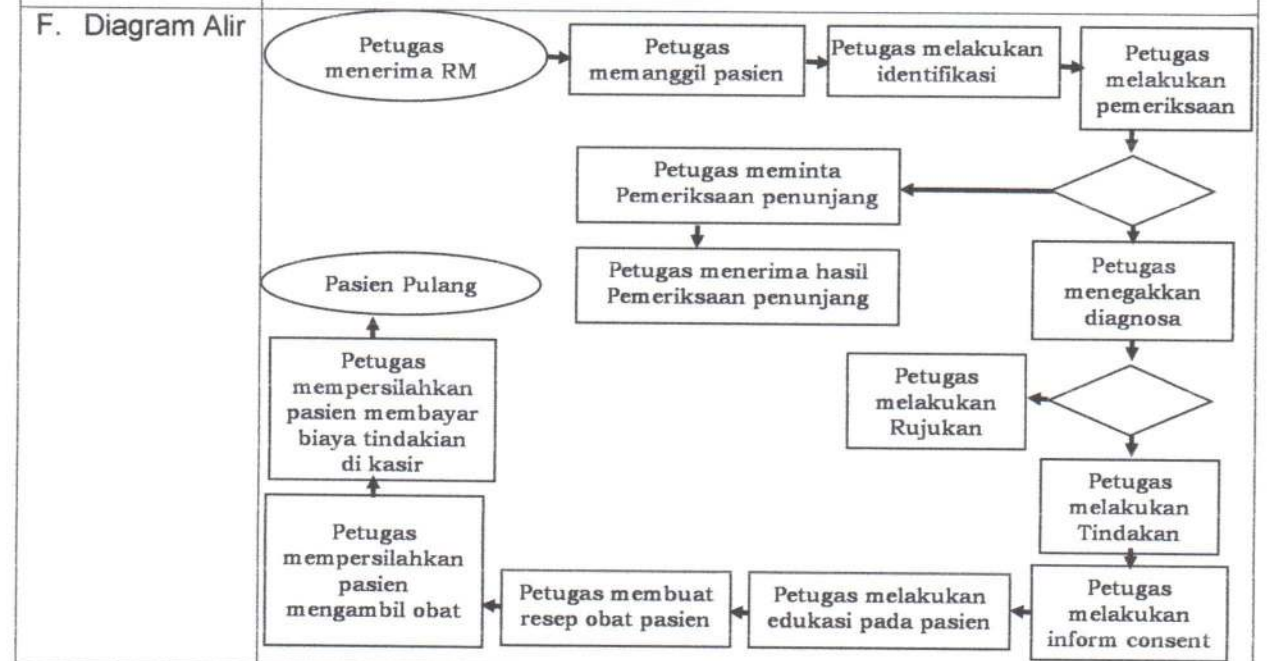 F. Diagram Alir
Petugas
menerima RM
Petugas
memanggil pasien
Petugas melakukan
identifikasi
Petugas
melakukan
pemeriksaan
Petugas meminta
Pemeriksaan penunjang
Petugas menerima hasil
Pemeriksaan penunjang
Petugas
menegakkan
diagnosa
Petugas
melakukan
Rujukan
Petugas
melakukan
Tindakan
Petugas
melakukan
inform consent
Petugas melakukan
edukasi pada pasien
Petugas membuat
resep obat pasien
Petugas
mempersilahkan
pasien
mengambil obat
Petugas
mempersilahkan
pasien membayar
biaya tindakian
di kasir
Pasien Pulang